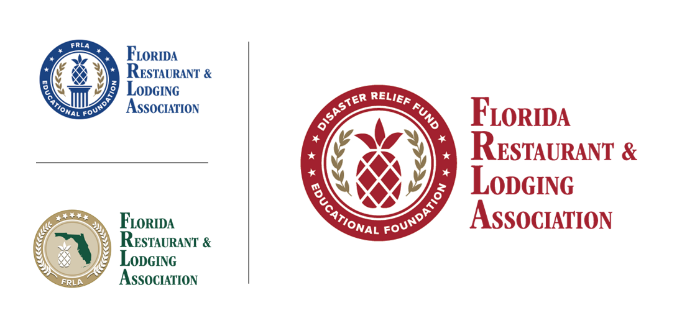 FRLA
EDUCATIONAL FOUNDATION
FLORIDA
RESTAURANT &
LODGING
ASSOCIATION
FRLA
FLORIDA
RESTAURANT &
LODGING
ASSOCIATION
DISASTER RELIEF FUND
EDUCATIONAL FOUNDATION
FLORIDA
RESTAURANT &
LODGING
ASSOCIATION